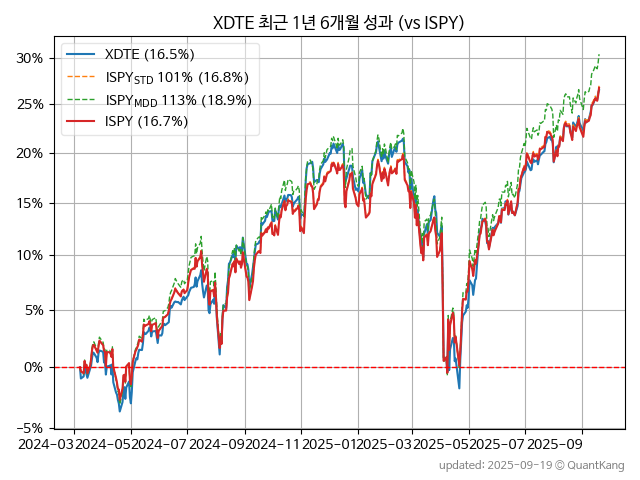 XDTE 최근 1년 6개월 성과 (vs ISPY)
XDTE (16.5%)
ISPY_STD 101% (16.8%)
ISPY_MDD 113% (18.9%)
ISPY (16.7%)
30%
25%
20%
15%
10%
5%
0%
−5%
2024−03 2024−05 2024−07 2024−09 2024−11 2025−01 2025−03 2025−05 2025−07 2025−09
updated: 2025-09-19 © QuantKang